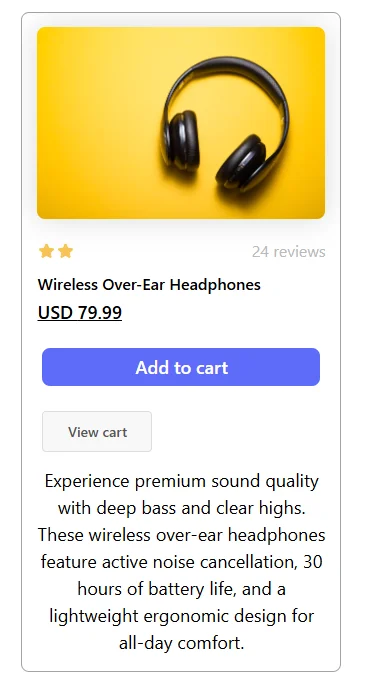 24 reviews
Wireless Over-Ear Headphones
USD 79.99
Add to cart
View cart
Experience premium sound quality
with deep bass and clear highs.
These wireless over-ear headphones
feature active noise cancellation, 30
hours of battery life, and a
lightweight ergonomic design for
all-day comfort.